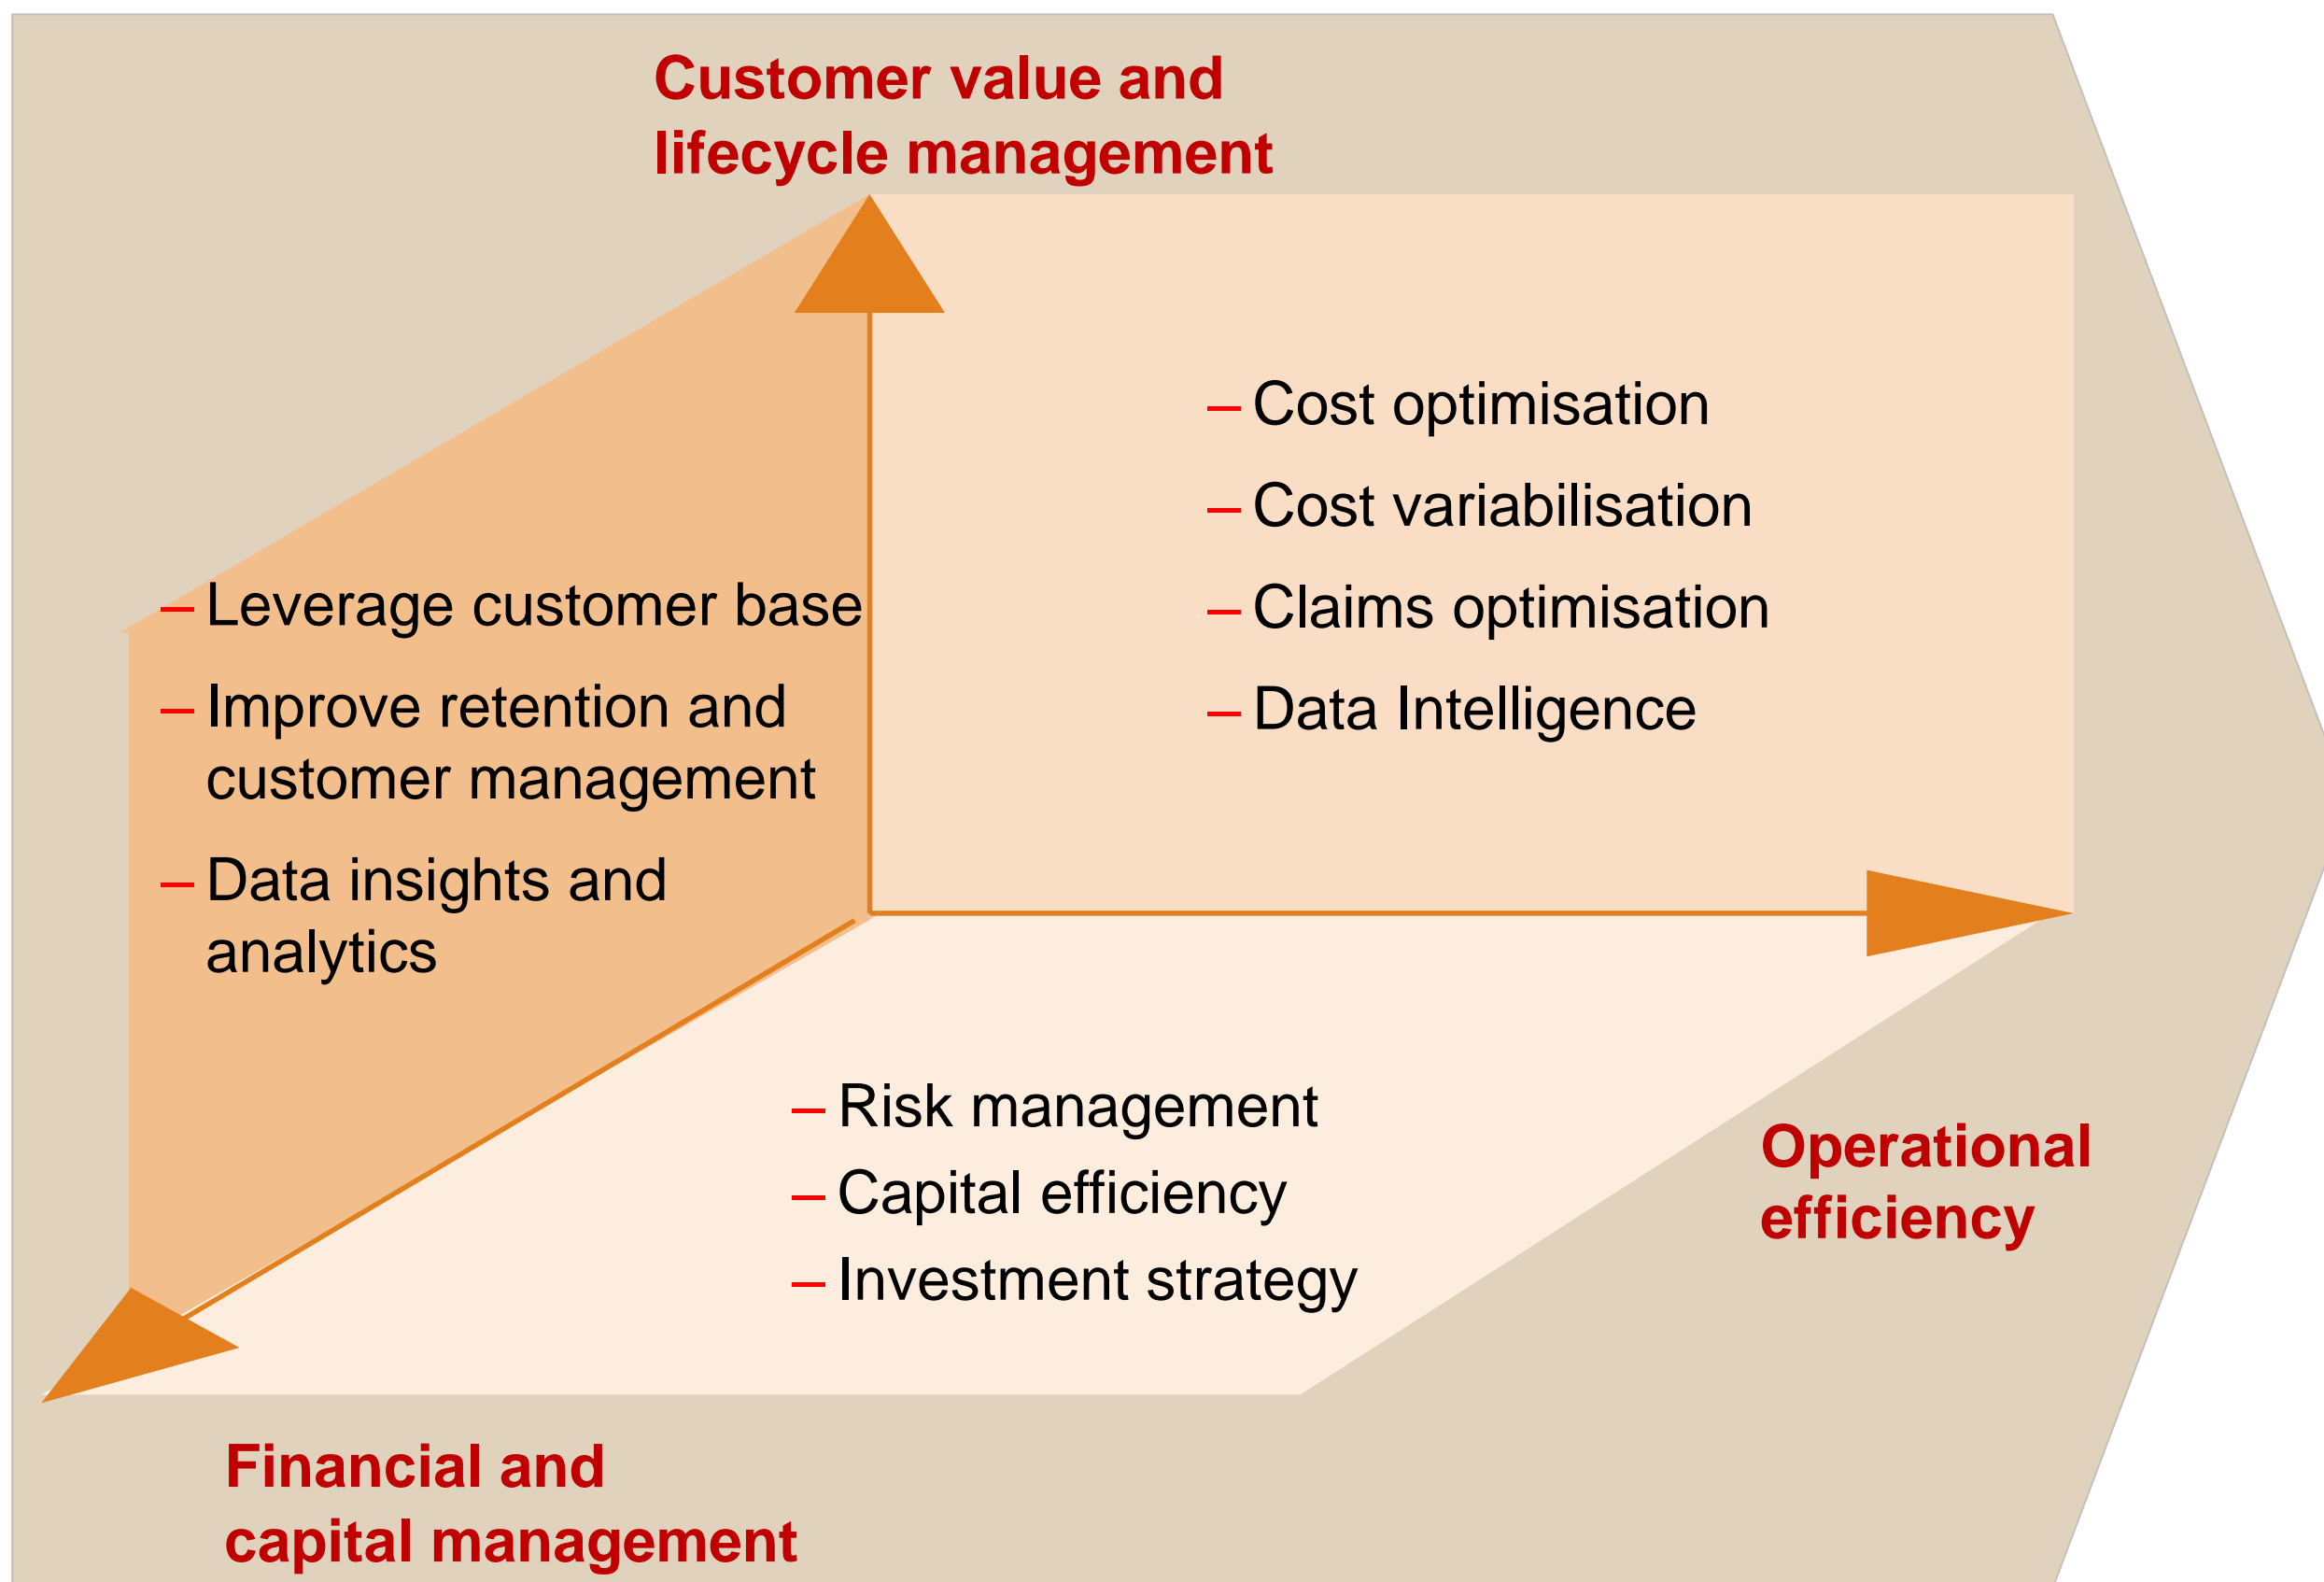 Customer value and
lifecycle management
– Cost optimisation
– Cost variabilisation
– Claims optimisation
– Data Intelligence
– Leverage customer base
– Improve retention and
customer management
– Data insights and
analytics
– Risk management
– Capital efficiency
– Investment strategy
Operational
efficiency
Financial and
capital management